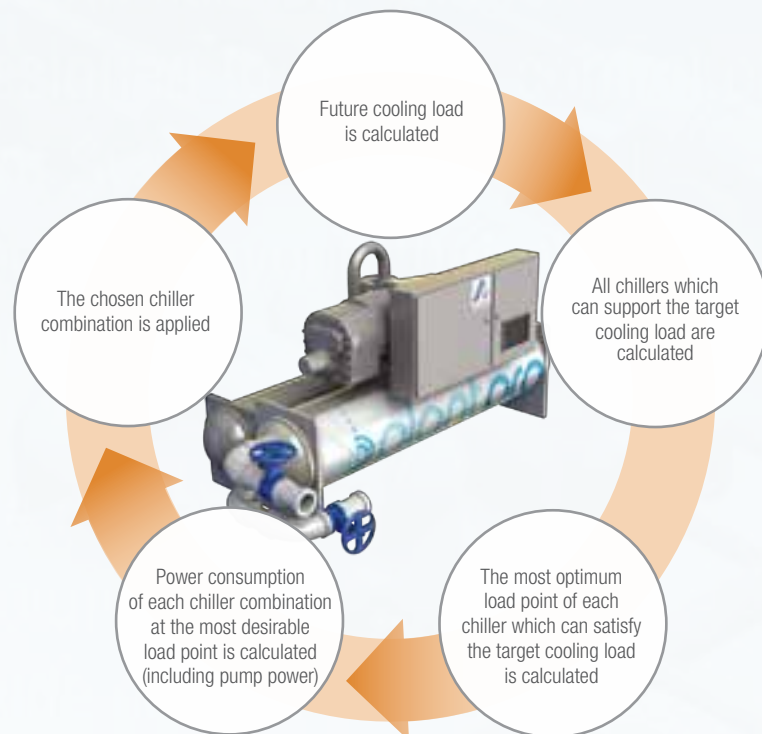 Future cooling load
is calculated
All chillers which
can support the target
cooling load are
calculated
The most optimum
load point of each
chiller which can satisfy
the target cooling load
is calculated
Power consumption
of each chiller combination
at the most desirable
load point is calculated
(including pump power)
The chosen chiller
combination is applied